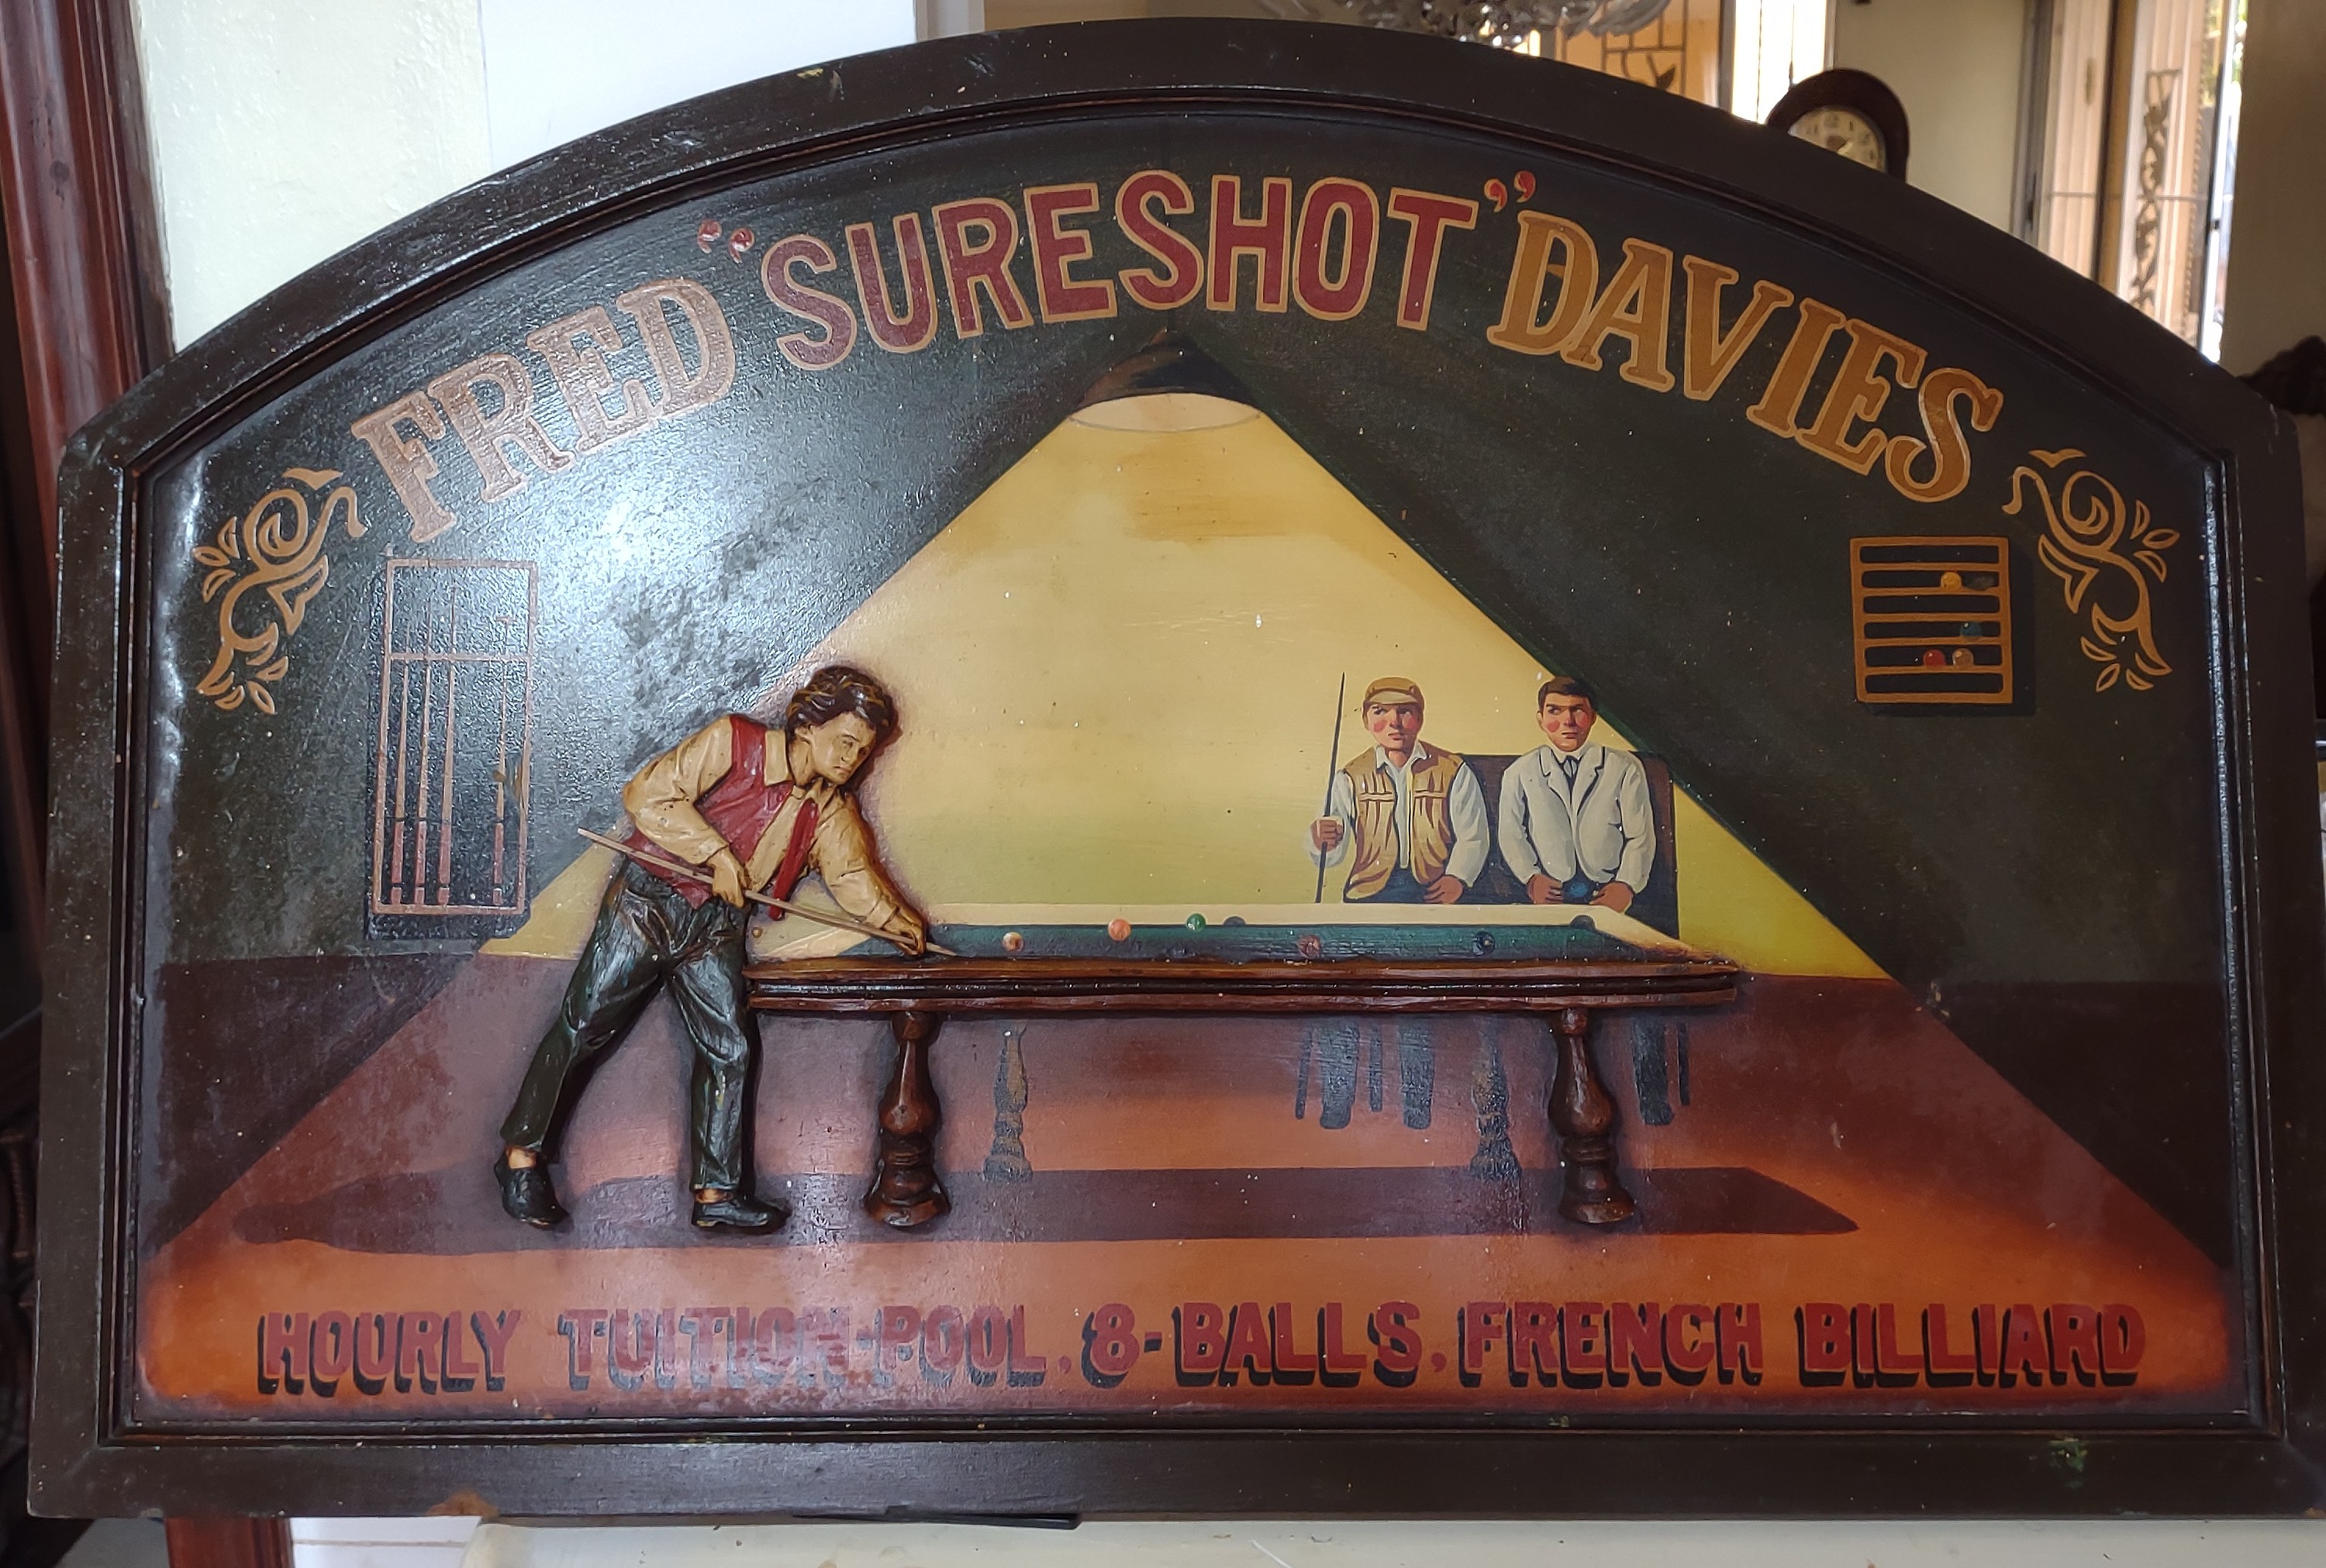 FRED "SURESHOT" DAVIES
HOURLY TUITION-POOL, 8-BALLS, FRENCH BILLIARD